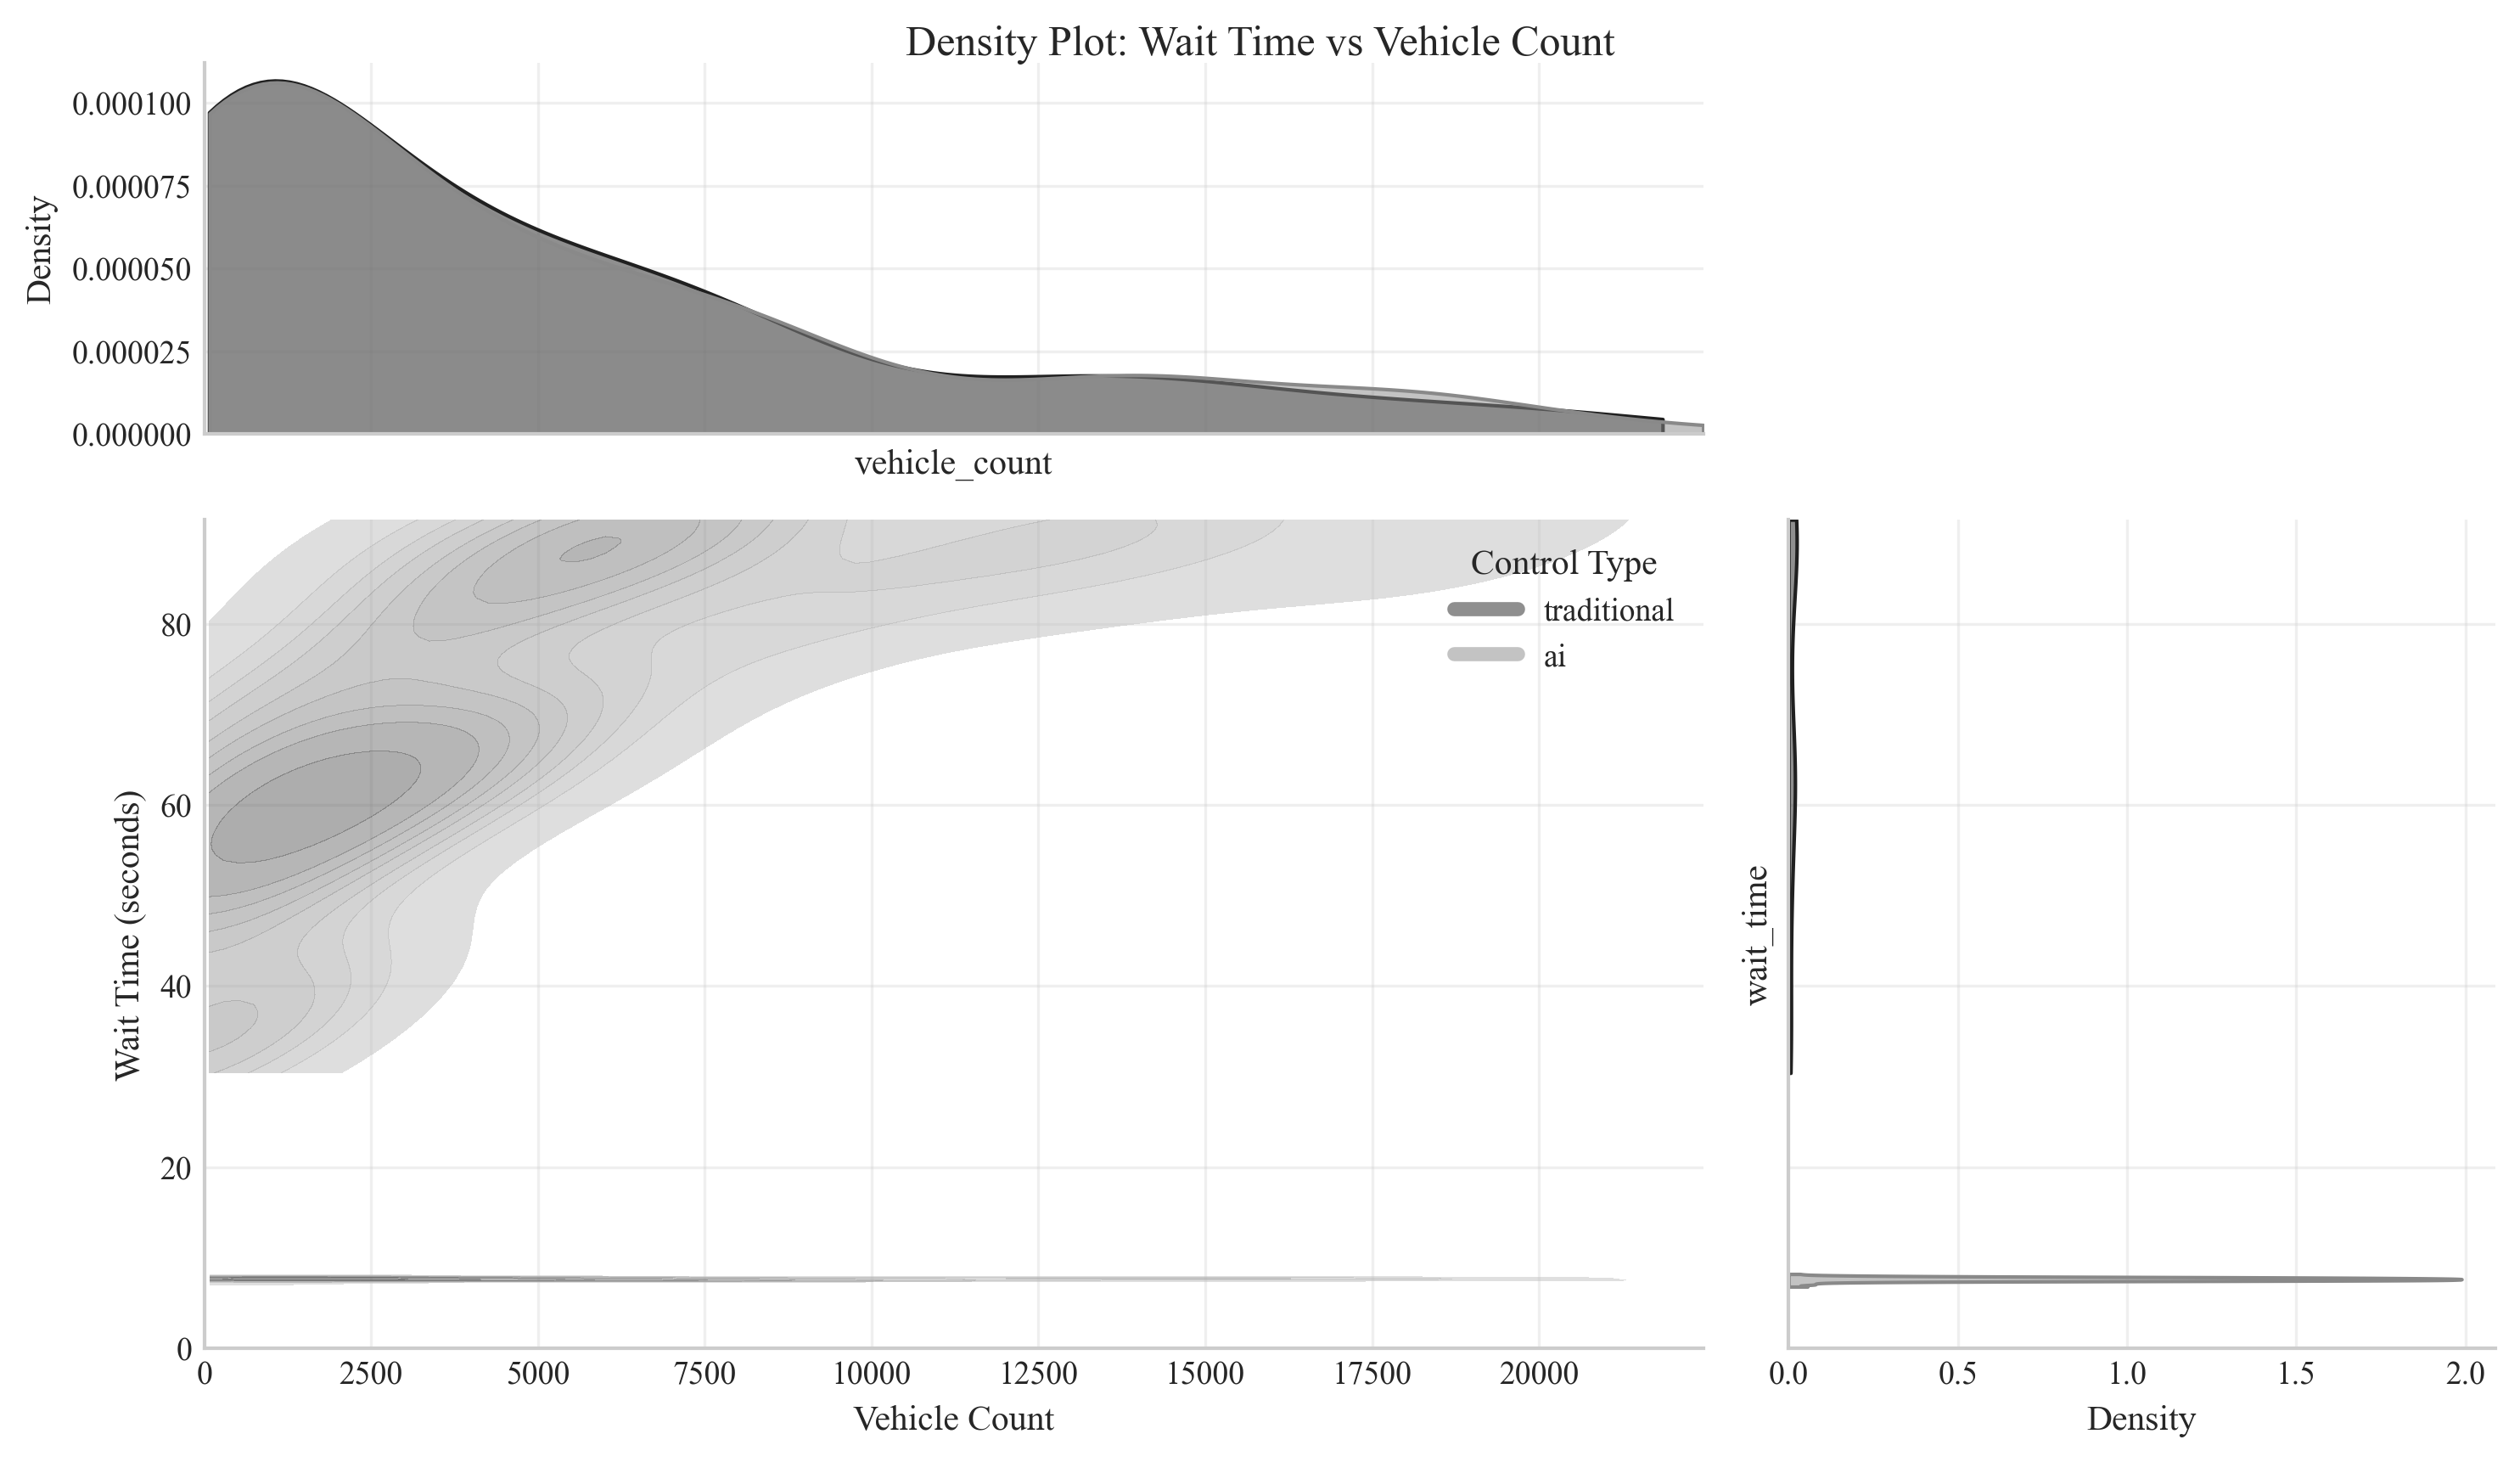 Density Plot: Wait Time vs Vehicle Count
0.000100
0.000075
0.000050
0.000025
0.000000
Density
vehicle_count
Control Type
traditional
ai
80
60
40
20
0
Wait Time (seconds)
0 2500 5000 7500 10000 12500 15000 17500 20000
Vehicle Count
wait_time
0.0 0.5 1.0 1.5 2.0
Density